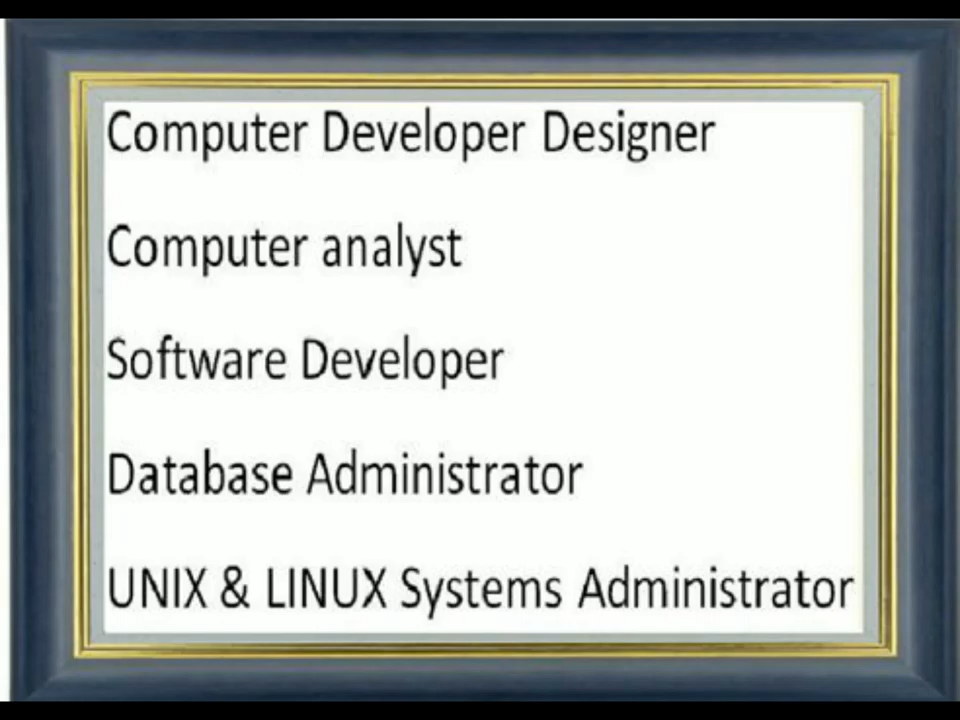 Computer Developer Designer
Computer analyst
Software Developer
Database Administrator
UNIX & LINUX Systems Administrator